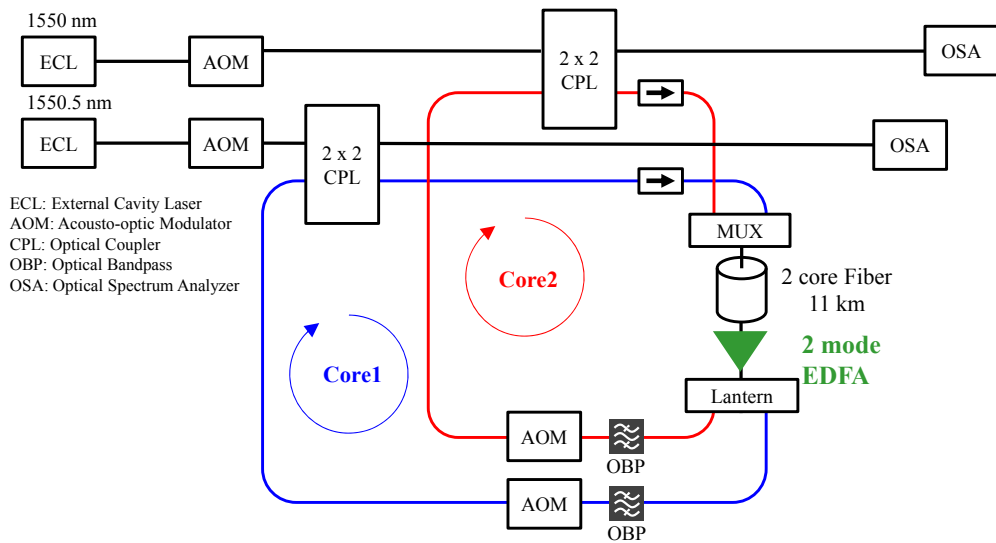 1550 nm
ECL
AOM
2 x 2
CPL
OSA
1550.5 nm
ECL
AOM
2 x 2
CPL
OSA
ECL: External Cavity Laser
AOM: Acousto-optic Modulator
CPL: Optical Coupler
OBP: Optical Bandpass
OSA: Optical Spectrum Analyzer
MUX
Core2
2 core Fiber
11 km
Core1
2 mode
EDFA
Lantern
AOM
OBP
AOM
OBP